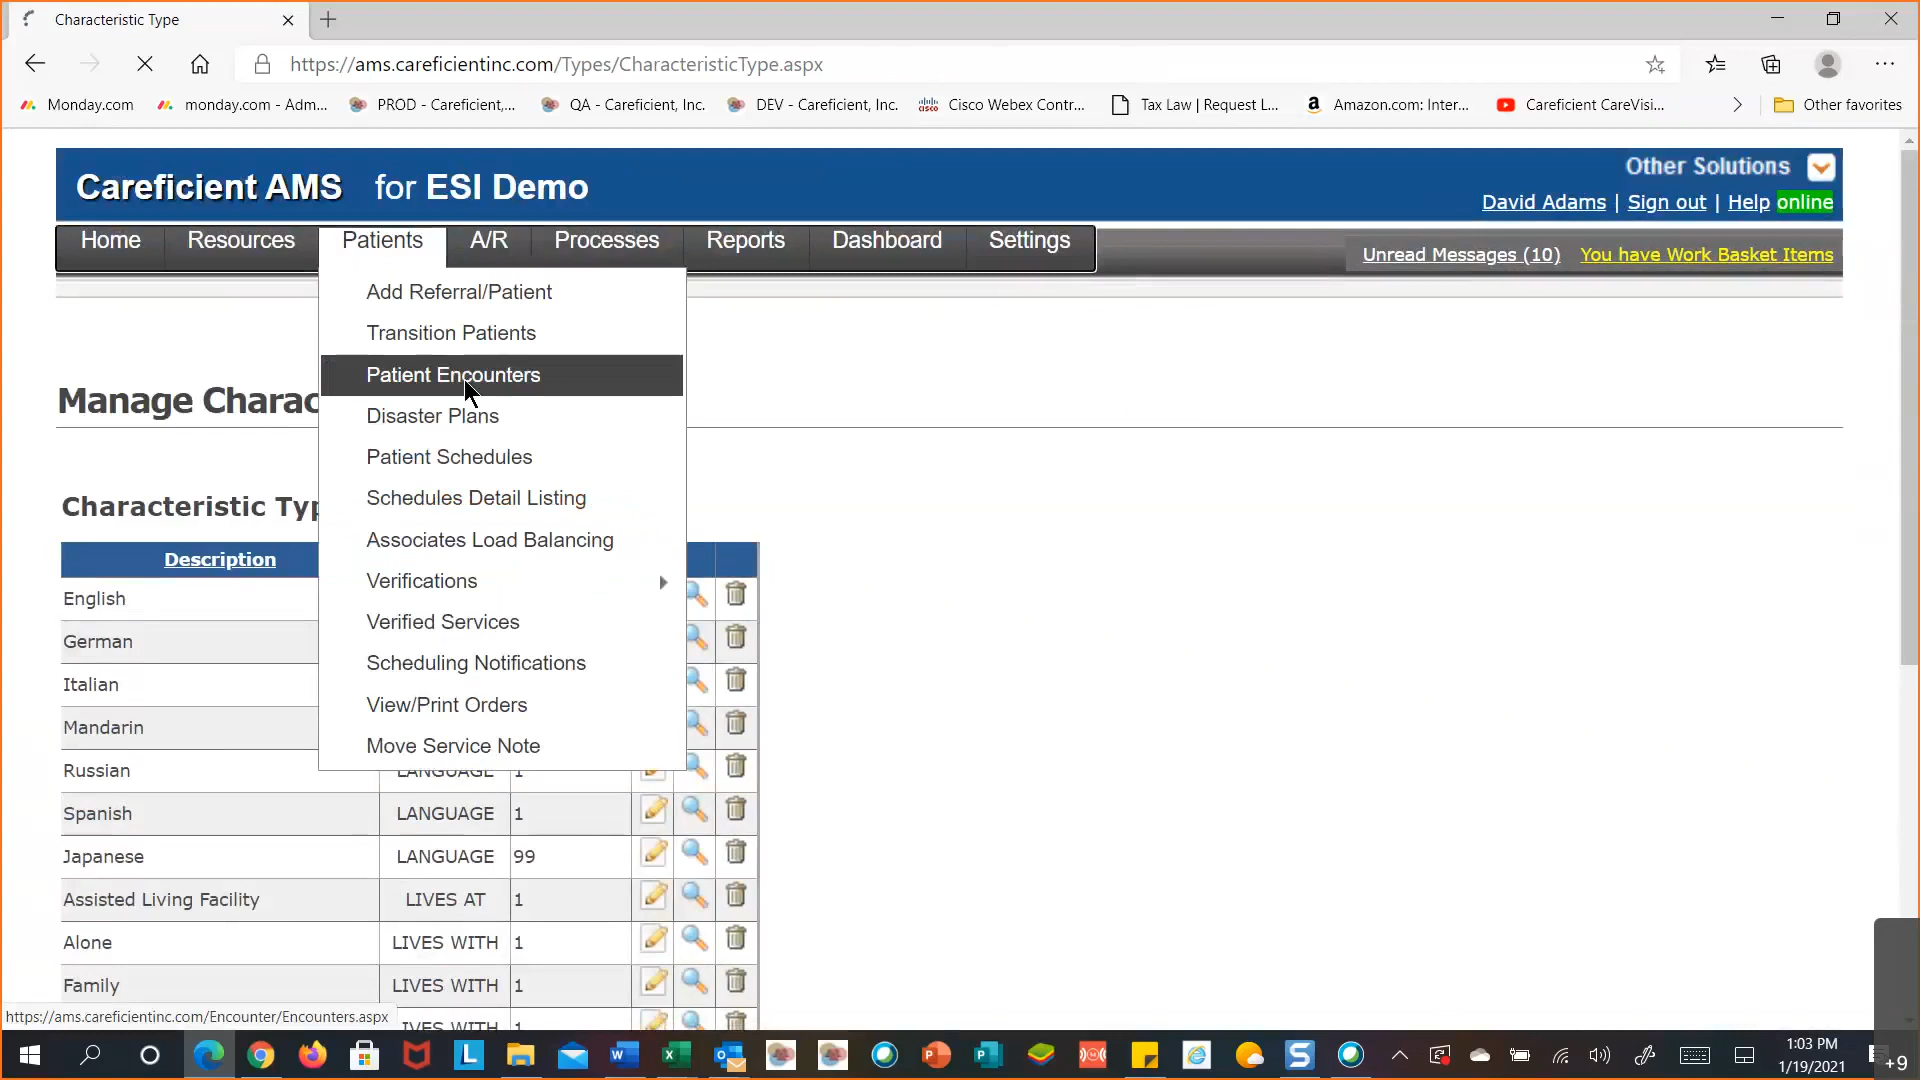 Characteristic Type
https://ams.careficientinc.com/Types/CharacteristicType.aspx
Monday.com monday.com - Adm... PROD - Careficient,... QA - Careficient, Inc. DEV - Careficient, Inc. Cisco Webex Contr... Tax Law | Request L... Amazon.com: Inter... Careficient CareVisi... Other favorites
Careficient AMS for ESI Demo
Other Solutions
David Adams | Sign out | Help online
Home Resources Patients A/R Processes Reports Dashboard Settings
Unread Messages (10) You have Work Basket Items
Add Referral/Patient
Transition Patients
Patient Encounters
Disaster Plans
Patient Schedules
Schedules Detail Listing
Associates Load Balancing
Verifications
Verified Services
Scheduling Notifications
View/Print Orders
Move Service Note
Manage Charac
Characteristic Typ
Description
English
German
Italian
Mandarin
Russian LANGUAGE 1
Spanish LANGUAGE 1
Japanese LANGUAGE 99
Assisted Living Facility LIVES AT 1
Alone LIVES WITH 1
Family LIVES WITH 1
LIVES WITH 1
https://ams.careficientinc.com/Encounter/Encounters.aspx
1:03 PM
1/19/2021
+9